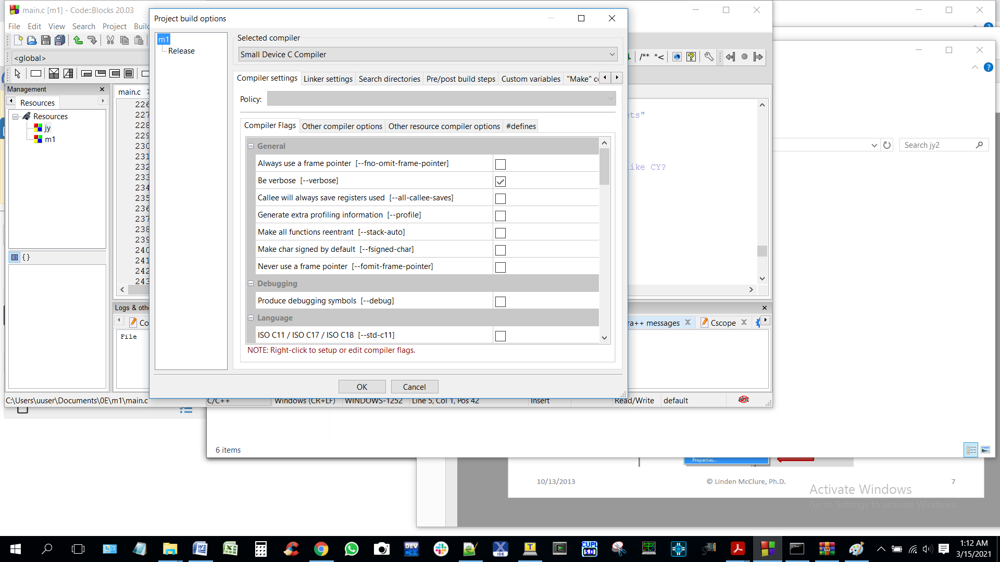 main.c [m1] - Code::Blocks 20.03
File Edit View Search Project Buil
<global>
/** *<
Management
Resources
Resources
jy
m1
main.c
226
227
228
229
230
231
232
233
234
235
236
237
238
239
240
241
242
243
ets"
like CY?
Logs & othe
Co
File
ra++ messages
Cscope
C:\Users\uuser\Documents\0E\m1\main.c
C/C++
Windows (CR+LF)
WINDOWS-1252
Line 5, Col 1, Pos 42
Insert
Read/Write
default
abc
Project build options
m1
Release
Selected compiler
Small Device C Compiler
Compiler settings
Linker settings
Search directories
Pre/post build steps
Custom variables
"Make" c
Policy:
Compiler Flags
Other compiler options
Other resource compiler options
#defines
General
Always use a frame pointer [--fno-omit-frame-pointer]
Be verbose [--verbose]
Callee will always save registers used [--all-callee-saves]
Generate extra profiling information [--profile]
Make all functions reentrant [--stack-auto]
Make char signed by default [--fsigned-char]
Never use a frame pointer [--fomit-frame-pointer]
Debugging
Produce debugging symbols [--debug]
Language
ISO C11 / ISO C17 / ISO C18 [--std-c11]
NOTE: Right-click to setup or edit compiler flags.
OK
Cancel
Search jy2
6 items
Properties...
10/13/2013
© Linden McClure, Ph.D.
7
Activate Windows
Go to Settings to activate Windows.
DEV
IDE
CUPL
5.0
1:12 AM
3/15/2021